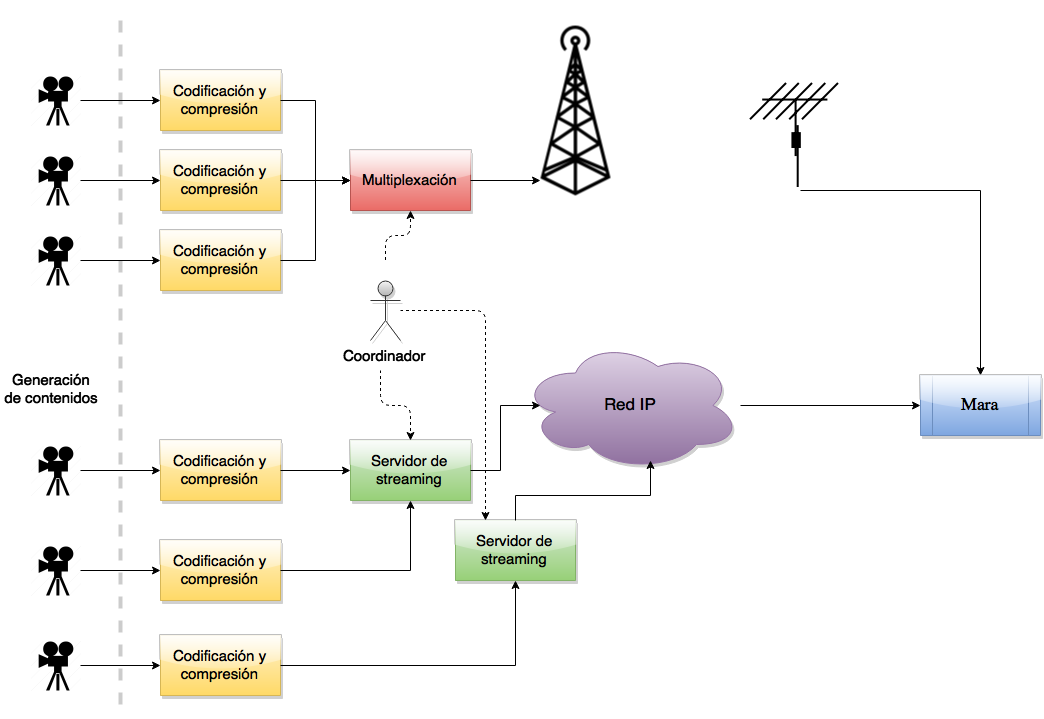 Codificación y
compresión
Codificación y
compresión
Multiplexación
Codificación y
compresión
Coordinador
Generación
de contenidos
Red IP
Mara
Codificación y
compresión
Servidor de
streaming
Codificación y
compresión
Servidor de
streaming
Codificación y
compresión